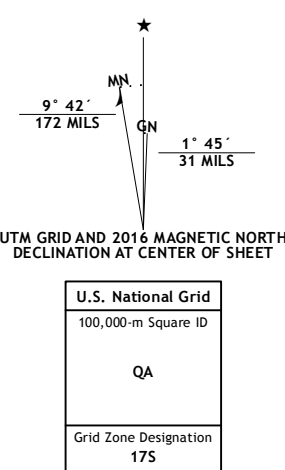 ★
MN
9° 42´
172 MILS
GN
1° 45´
31 MILS
UTM GRID AND 2016 MAGNETIC NORTH
DECLINATION AT CENTER OF SHEET
U.S. National Grid
100,000-m Square ID
QA
Grid Zone Designation
17S